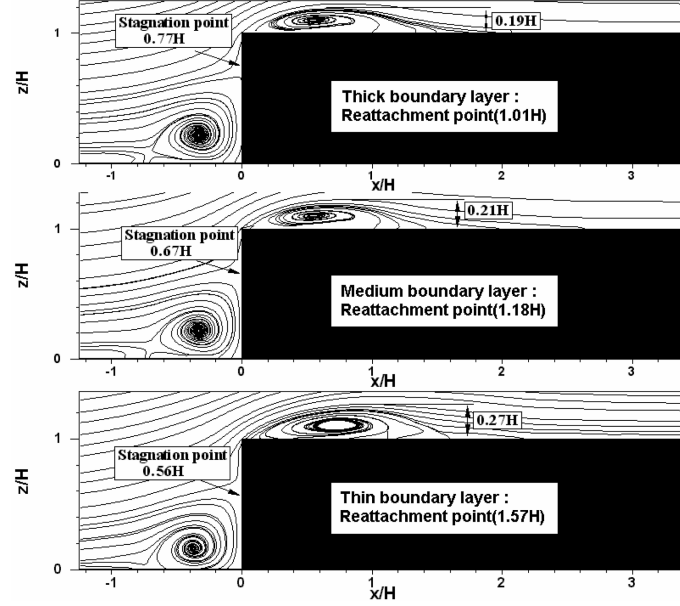 Stagnation point
0.77H
0.19H
1
z/H
Thick boundary layer :
Reattachment point(1.01H)
0
-1 0 1 2 3
x/H
Stagnation point
0.67H
0.21H
1
z/H
Medium boundary layer :
Reattachment point(1.18H)
0
-1 0 1 2 3
x/H
Stagnation point
0.56H
0.27H
1
z/H
Thin boundary layer :
Reattachment point(1.57H)
0
-1 0 1 2 3
x/H